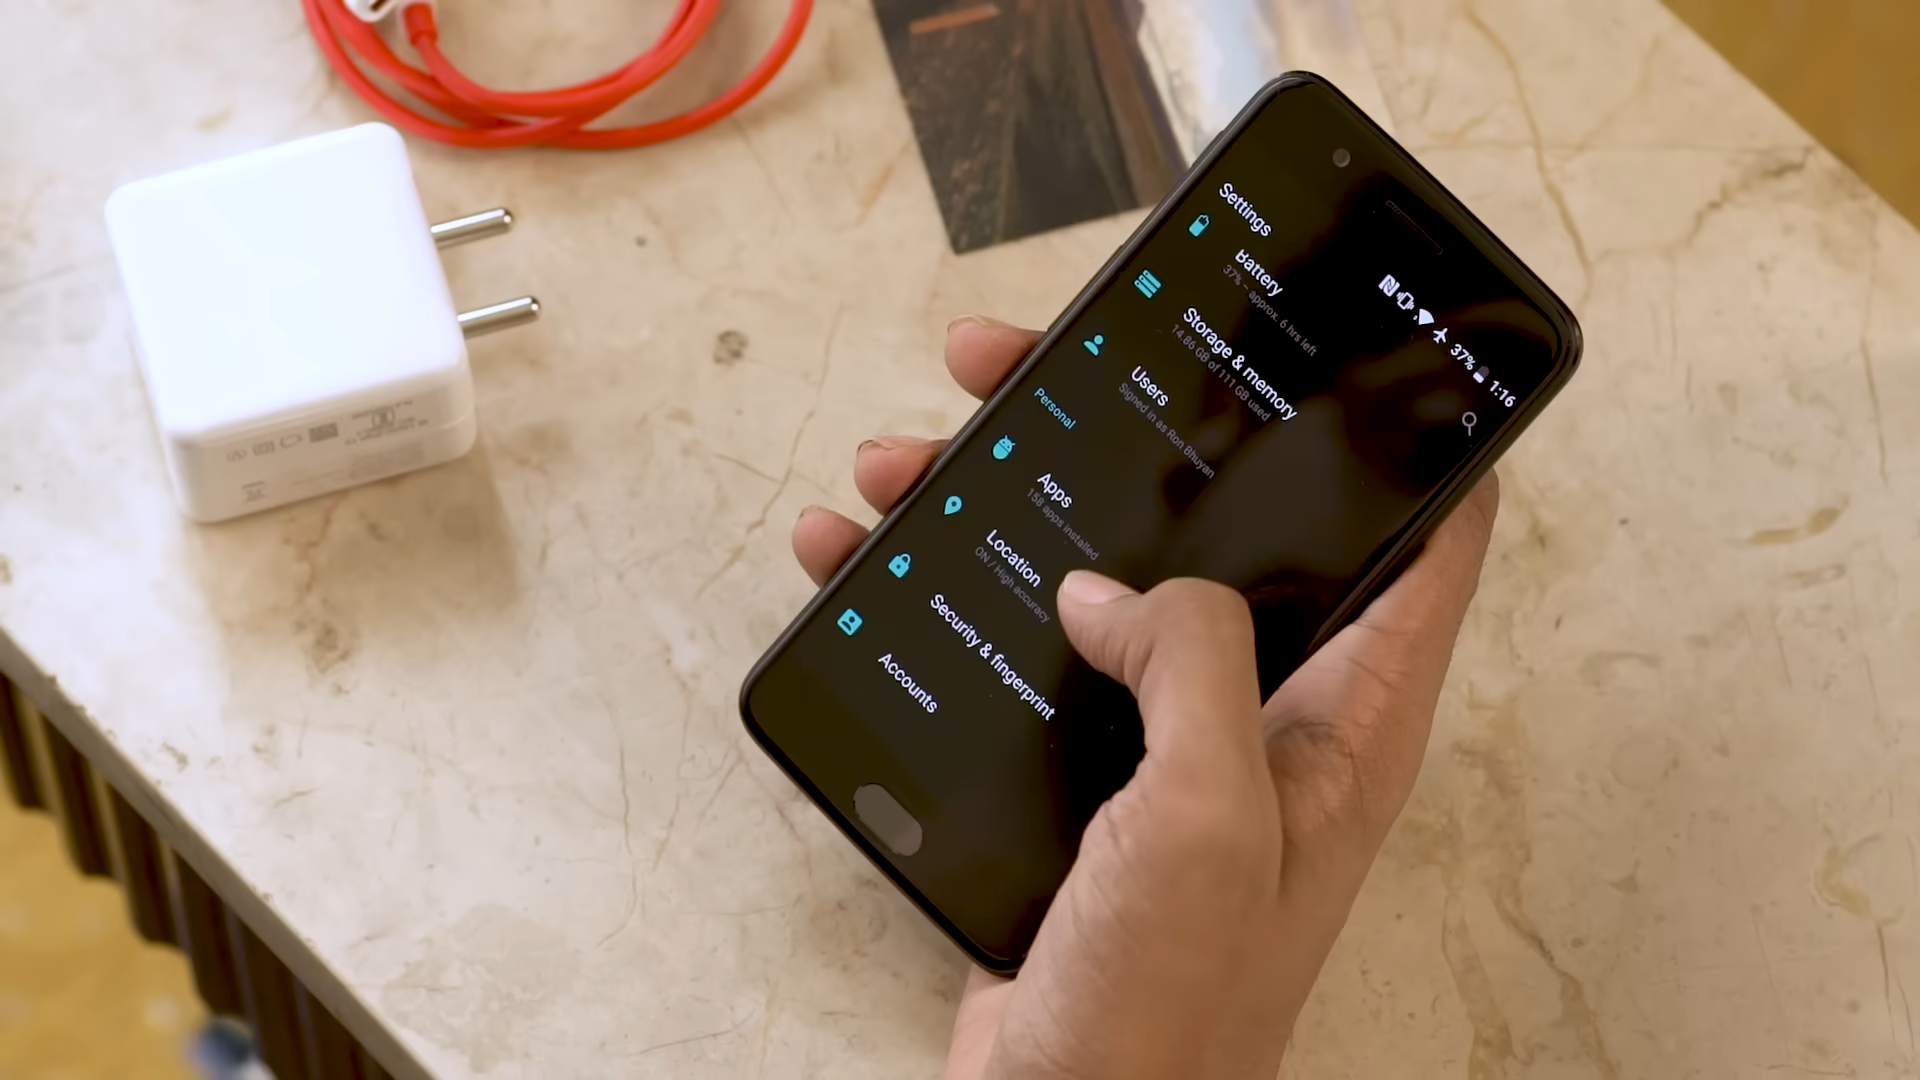 37% 1:16
Settings
Battery
37% – approx. 6 hrs left
Storage & memory
14.86 GB of 111 GB used
Users
Signed in as Ron Bhuyan
Personal
Apps
158 apps installed
Location
ON / High accuracy
Security & fingerprint
Accounts